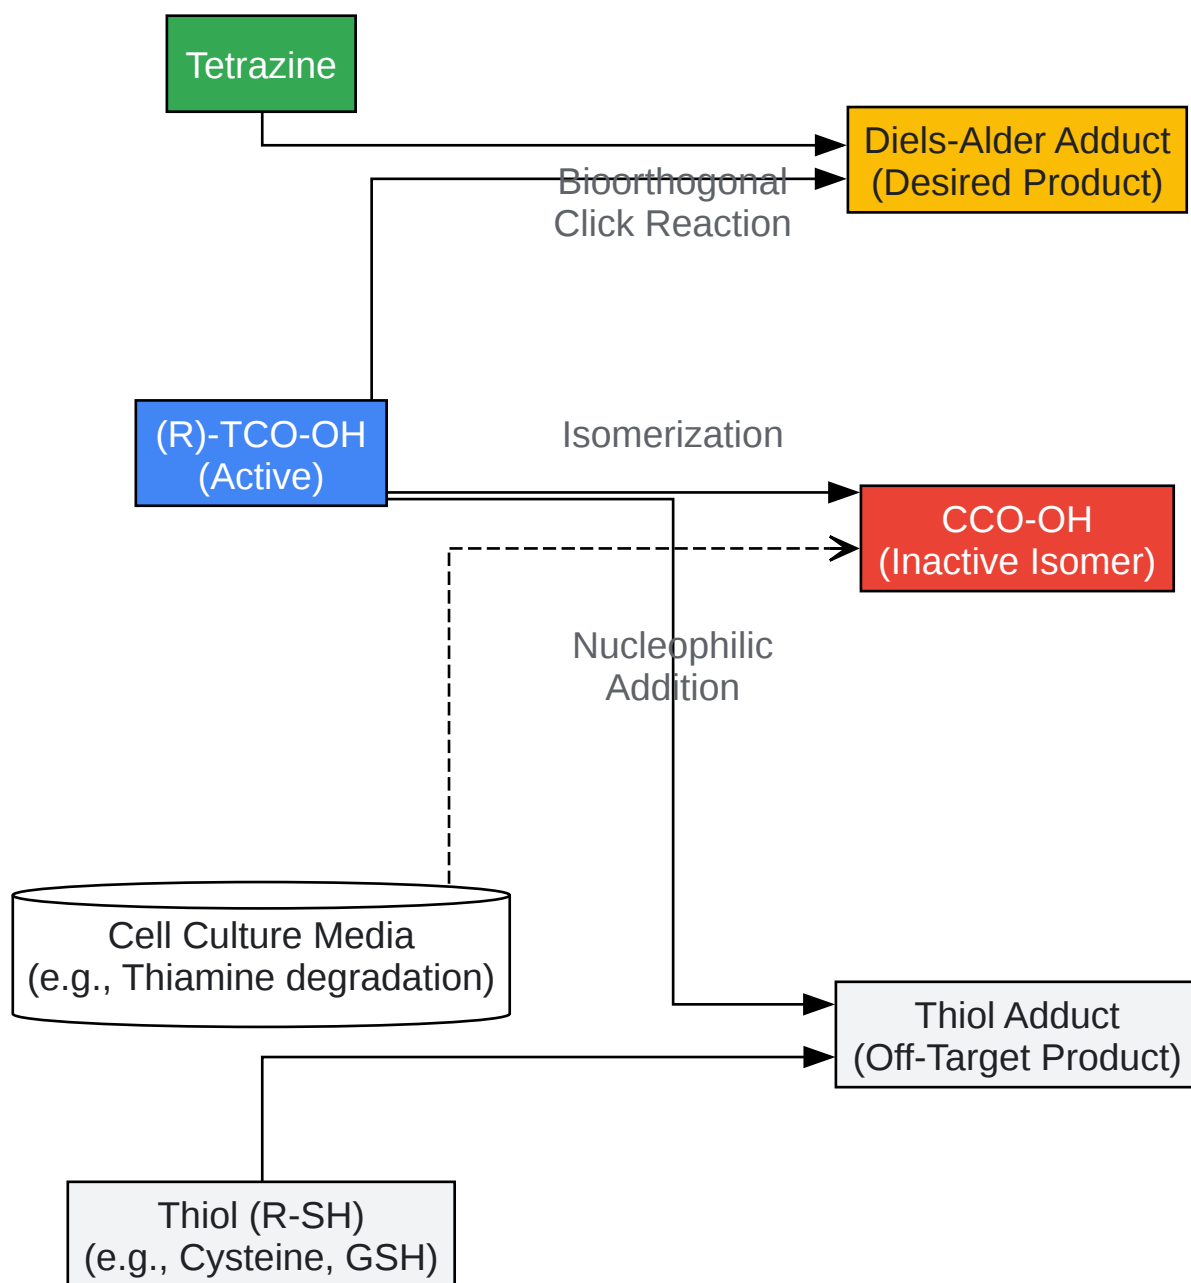 Tetrazine
Diels-Alder Adduct
(Desired Product)
Bioorthogonal
Click Reaction
(R)-TCO-OH
(Active)
Isomerization
CCO-OH
(Inactive Isomer)
Nucleophilic
Addition
Cell Culture Media
(e.g., Thiamine degradation)
Thiol Adduct
(Off-Target Product)
Thiol (R-SH)
(e.g., Cysteine, GSH)